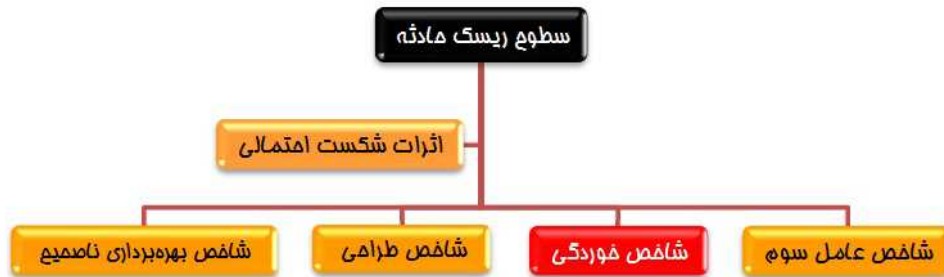 سطوح ریسک حادثه
اثرات شکست احتمالی
شاخص عامل سوم
شاخص خوردگی
شاخص طراحی
شاخص بهره‌برداری ناصحیح